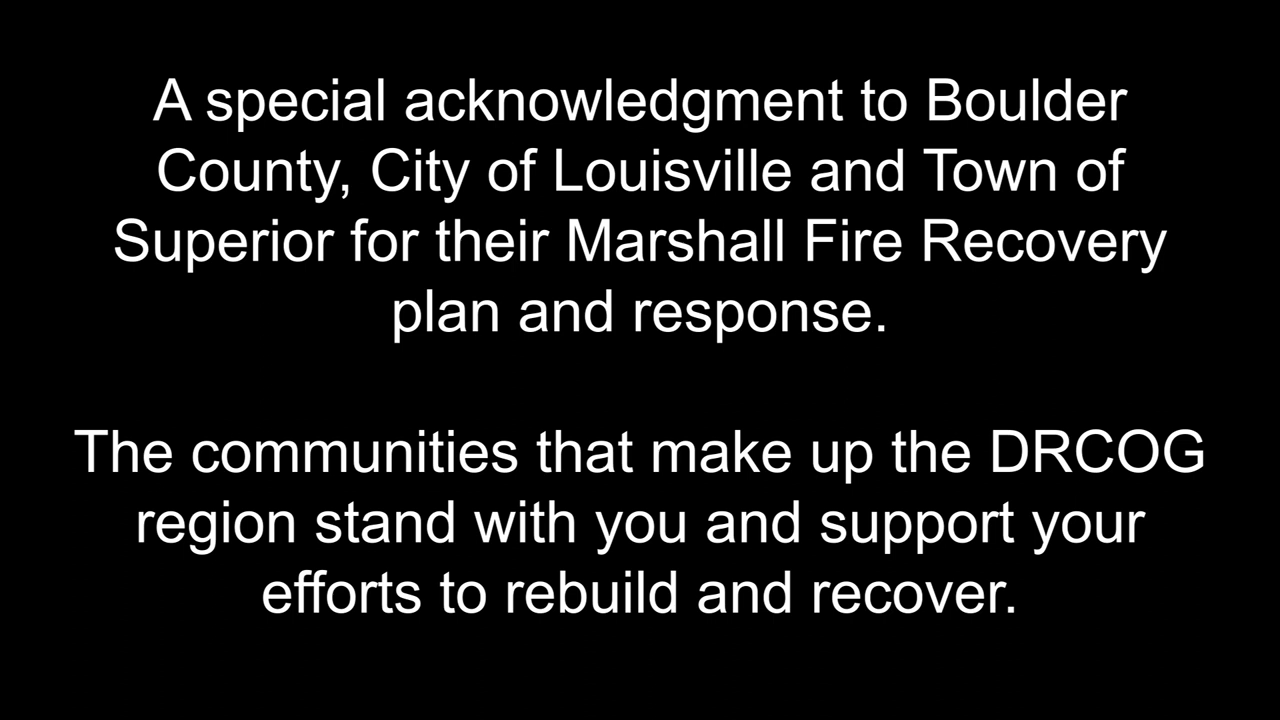 A special acknowledgment to Boulder
County, City of Louisville and Town of
Superior for their Marshall Fire Recovery
plan and response.
The communities that make up the DRCOG
region stand with you and support your
efforts to rebuild and recover.